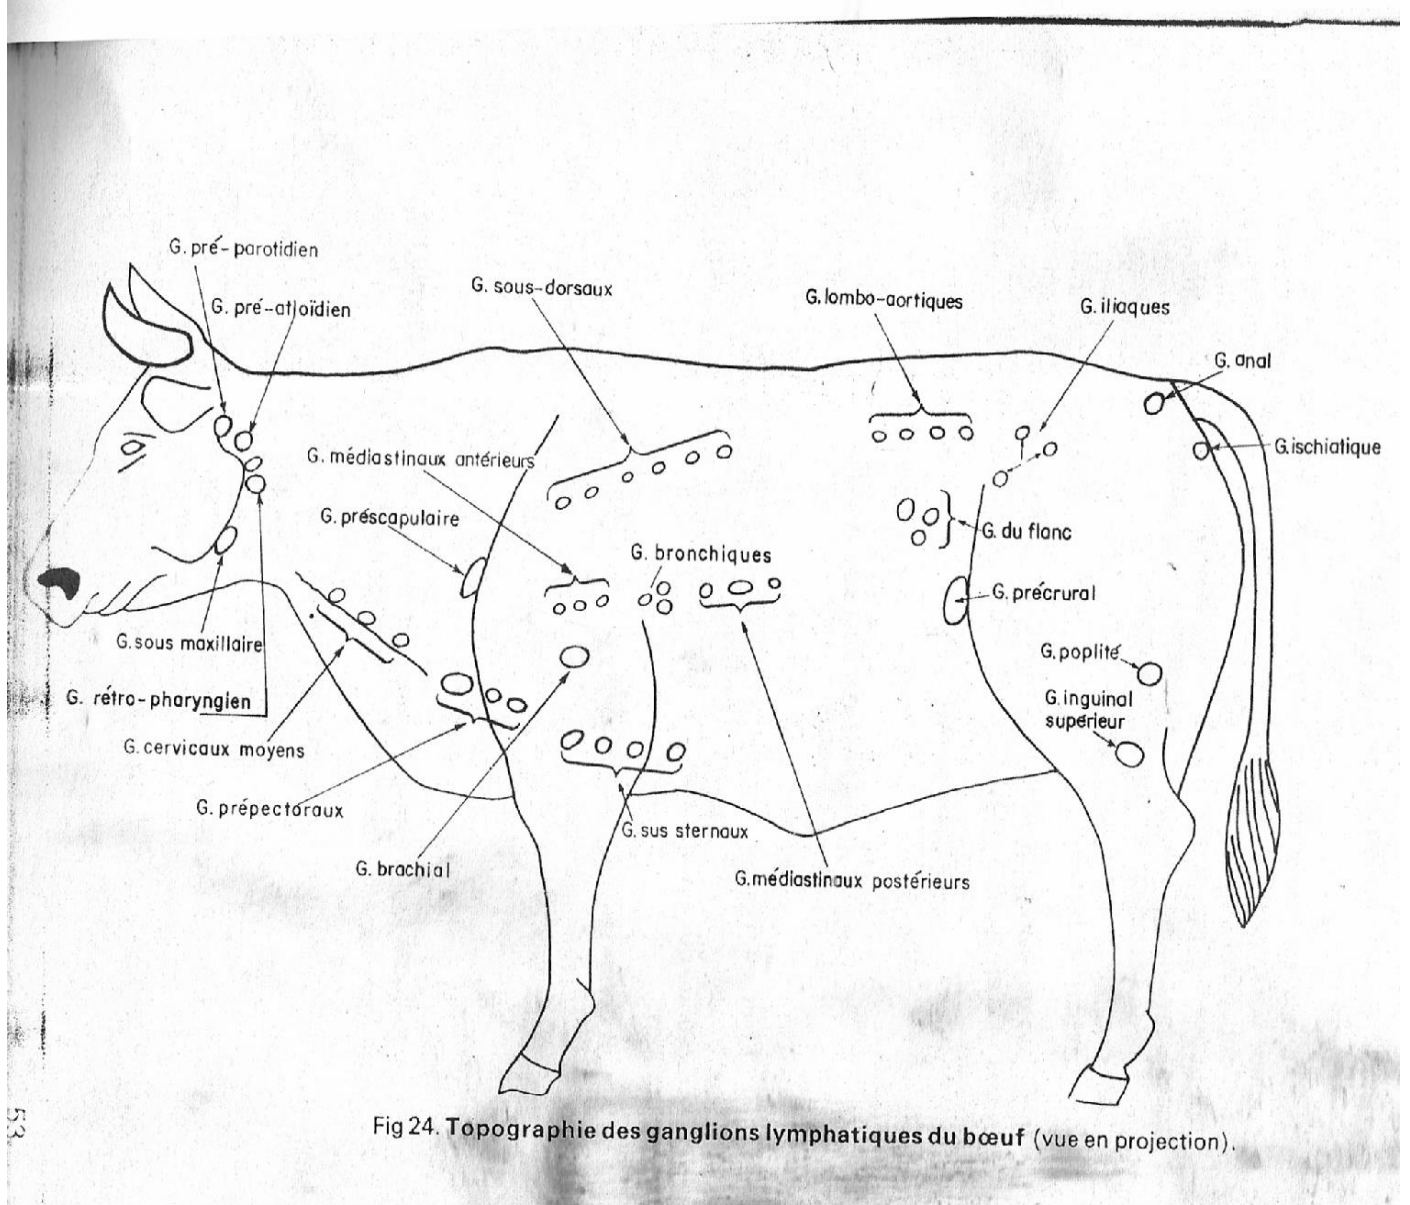 G. pré-parotidien
G. pré-atloïdien
G. sous-dorsaux
G. lombo-aortiques
G. iliaques
G. anal
G. médiastinaux antérieurs
G. ischiatique
G. préscapulaire
G. bronchiques
G. du flanc
G. précrural
G. sous maxillaire
G. poplité
G. rétro-pharyngien
G. inguinal
supérieur
G. cervicaux moyens
G. prépectoraux
G. sus sternaux
G. brachial
G. médiastinaux postérieurs
Fig 24. Topographie des ganglions lymphatiques du bœuf (vue en projection).
53